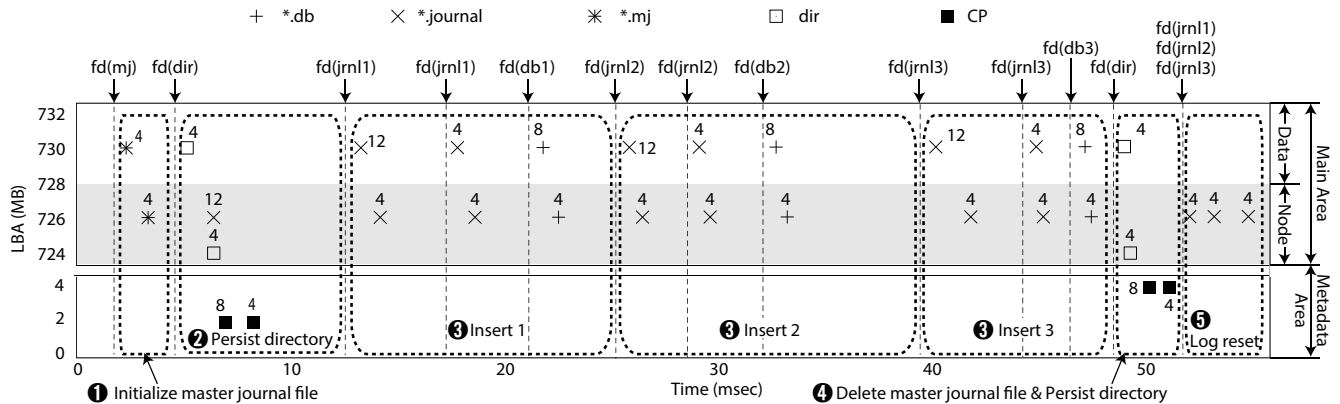 *.db *.journal *.mj dir CP
fd(jrnl1)
fd(jrnl2)
fd(db3)
fd(mj) fd(dir) fd(jrnl1) fd(jrnl1) fd(db1) fd(jrnl2) fd(jrnl2) fd(db2) fd(jrnl3) fd(jrnl3) fd(dir) fd(jrnl3)
732
4 4 12 4 8 12 4 8 12 4 8 4
730
728
4 12 4 4 4 4 4 4 4 4 4 4 4 4
726
4 4
724
LBA (MB)
Data
Node
Main Area
Metadata
Area
4
8 4 8 4
2
❷ Persist directory ❸ Insert 1 ❸ Insert 2 ❸ Insert 3 ❺
Log reset
0
0 10 20 30 40 50
❶ Initialize master journal file Time (msec) ❹ Delete master journal file & Persist directory